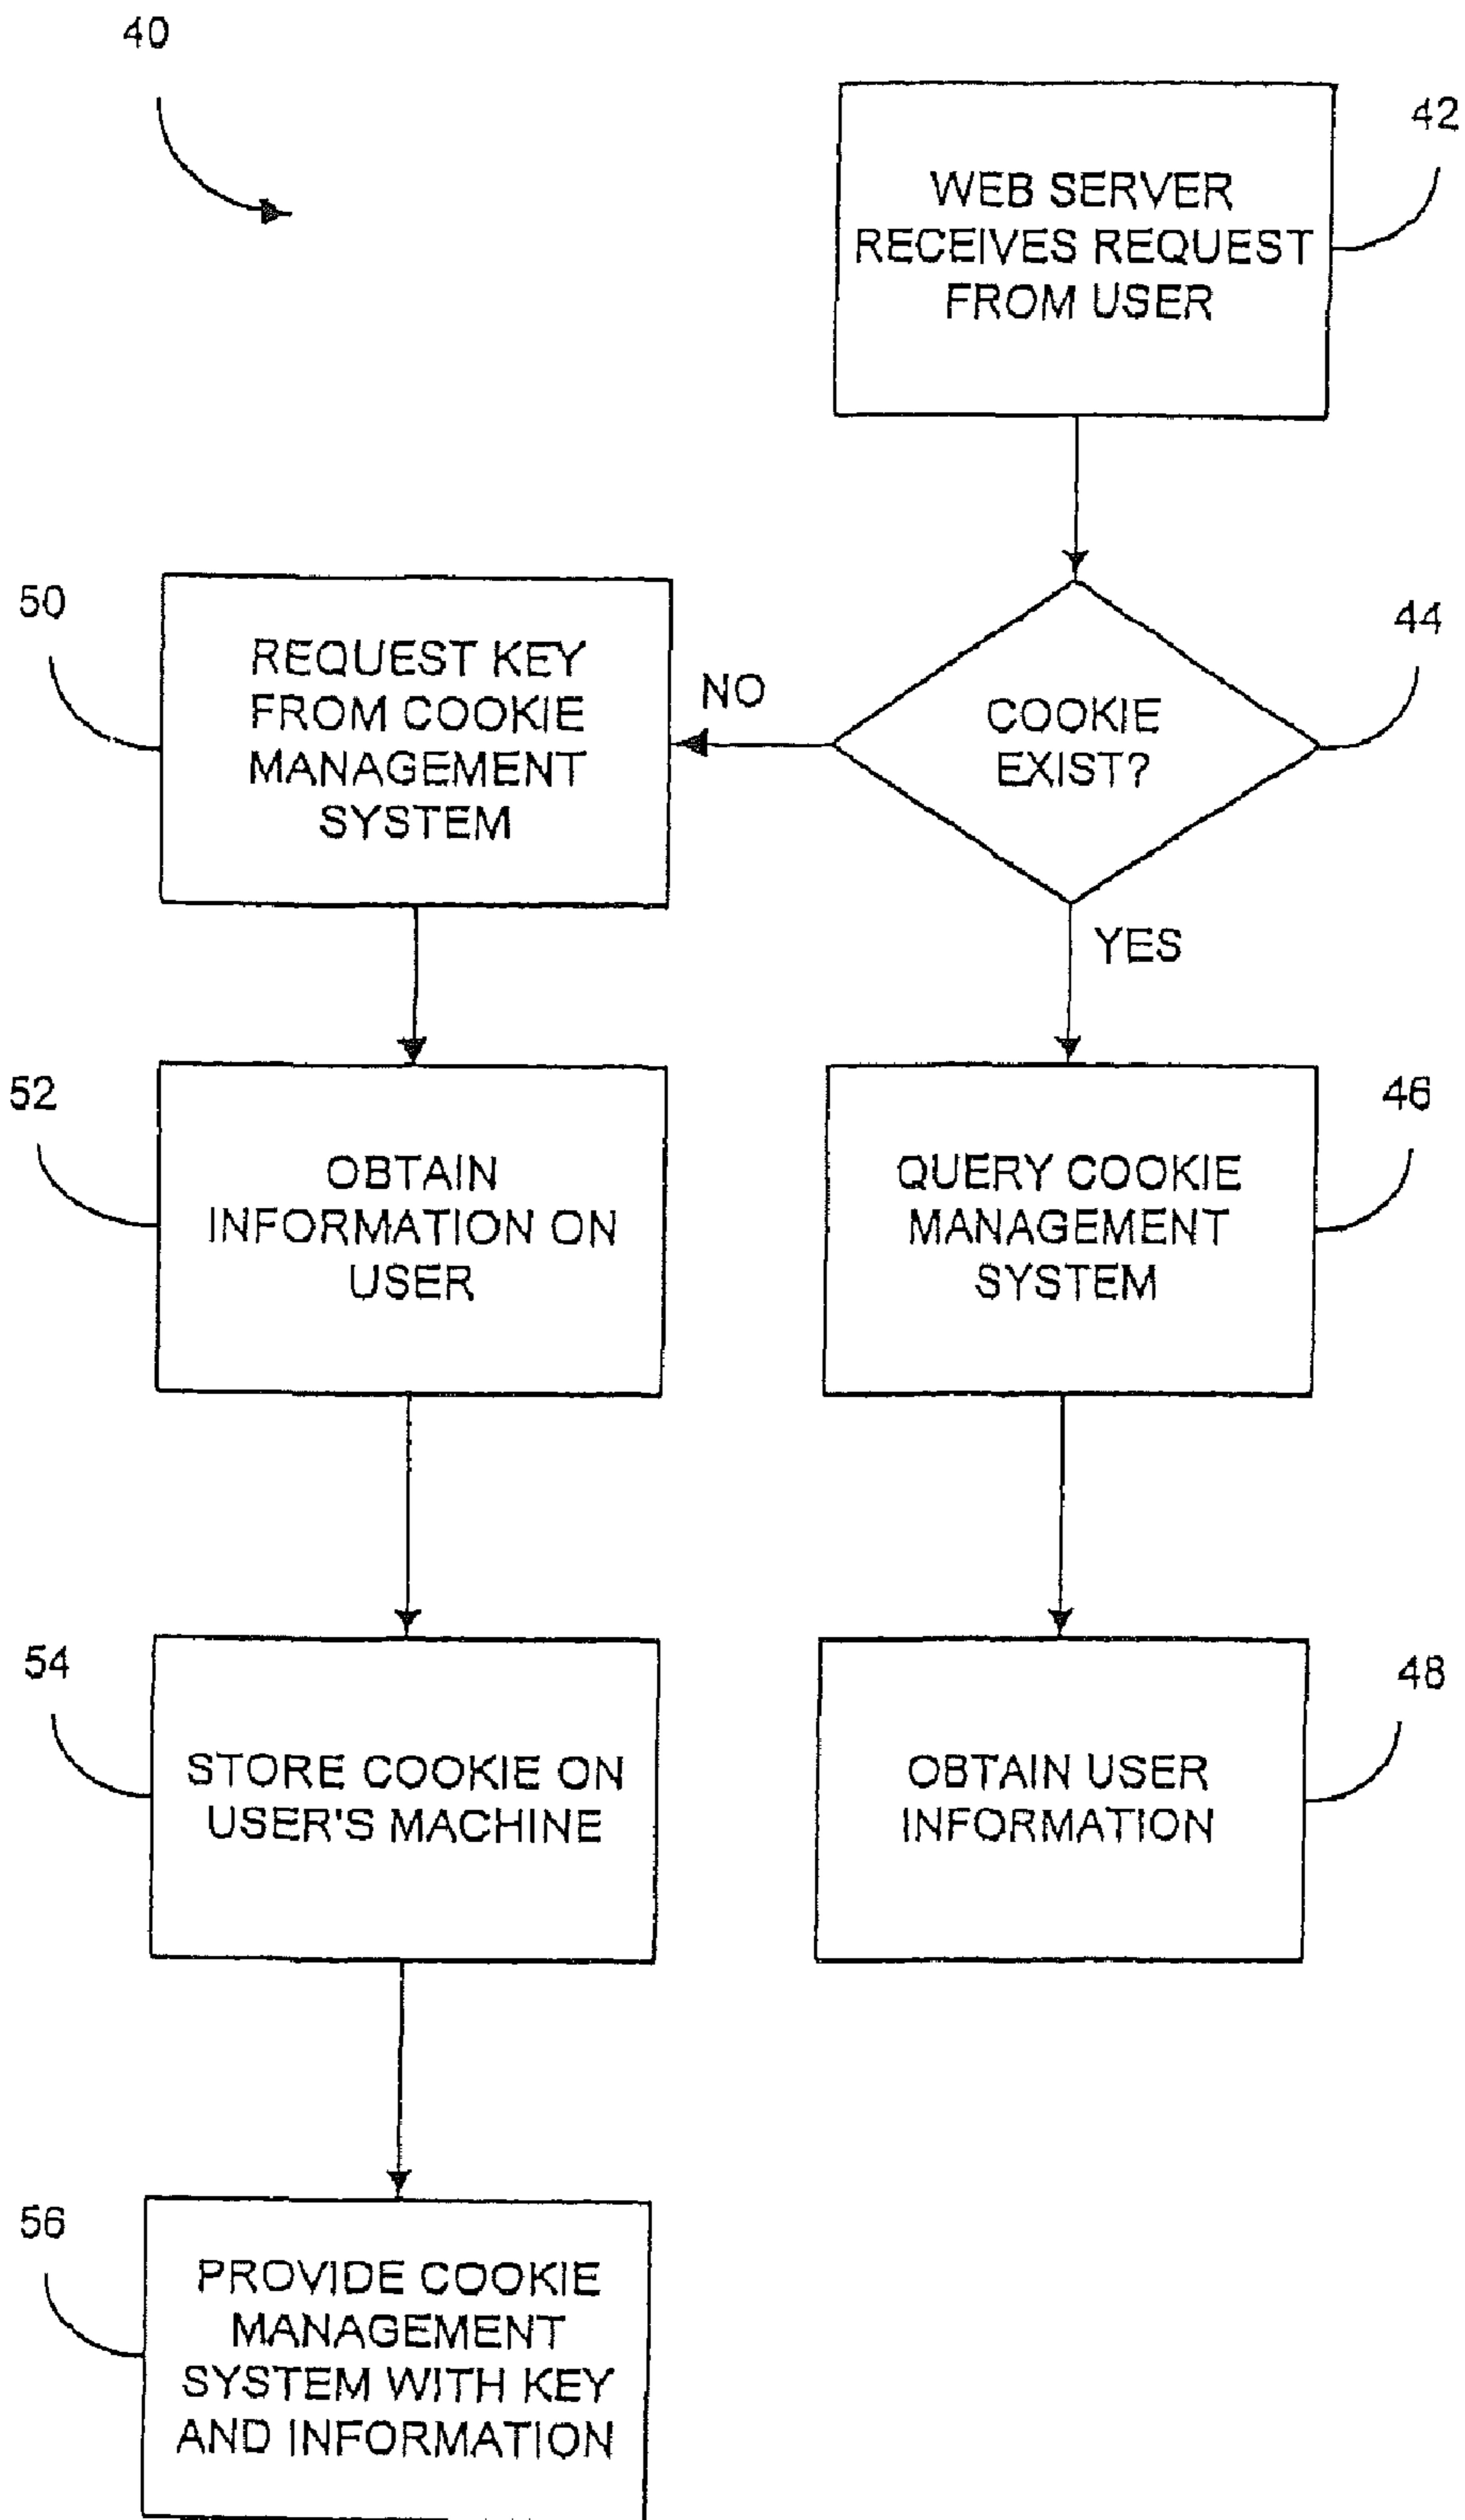 40
42
WEB SERVER
RECEIVES REQUEST
FROM USER
50
REQUEST KEY
FROM COOKIE
MANAGEMENT
SYSTEM
NO
44
COOKIE
EXIST?
YES
52
OBTAIN
INFORMATION ON
USER
46
QUERY COOKIE
MANAGEMENT
SYSTEM
54
STORE COOKIE ON
USER'S MACHINE
48
OBTAIN USER
INFORMATION
56
PROVIDE COOKIE
MANAGEMENT
SYSTEM WITH KEY
AND INFORMATION